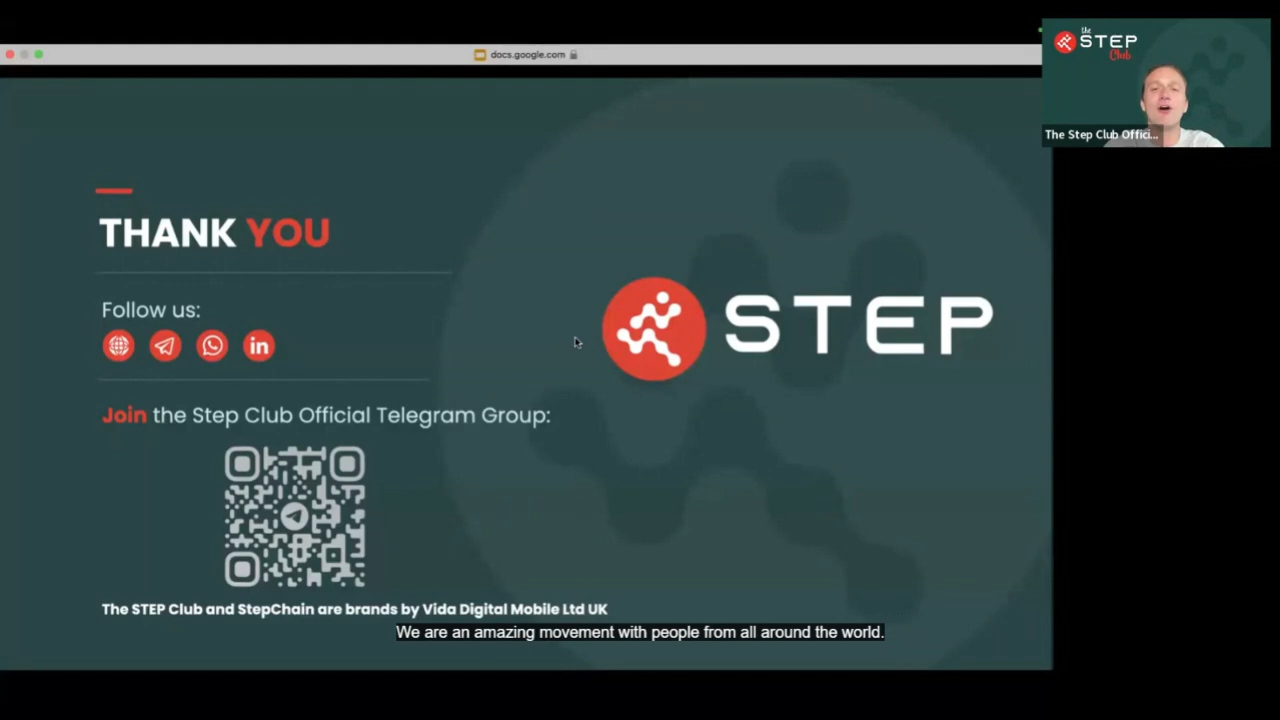 docs.google.com
the
STEP
Club
The Step Club Offici...
THANK YOU
Follow us:
in
STEP
Join the Step Club Official Telegram Group:
The STEP Club and StepChain are brands by Vida Digital Mobile Ltd UK
We are an amazing movement with people from all around the world.